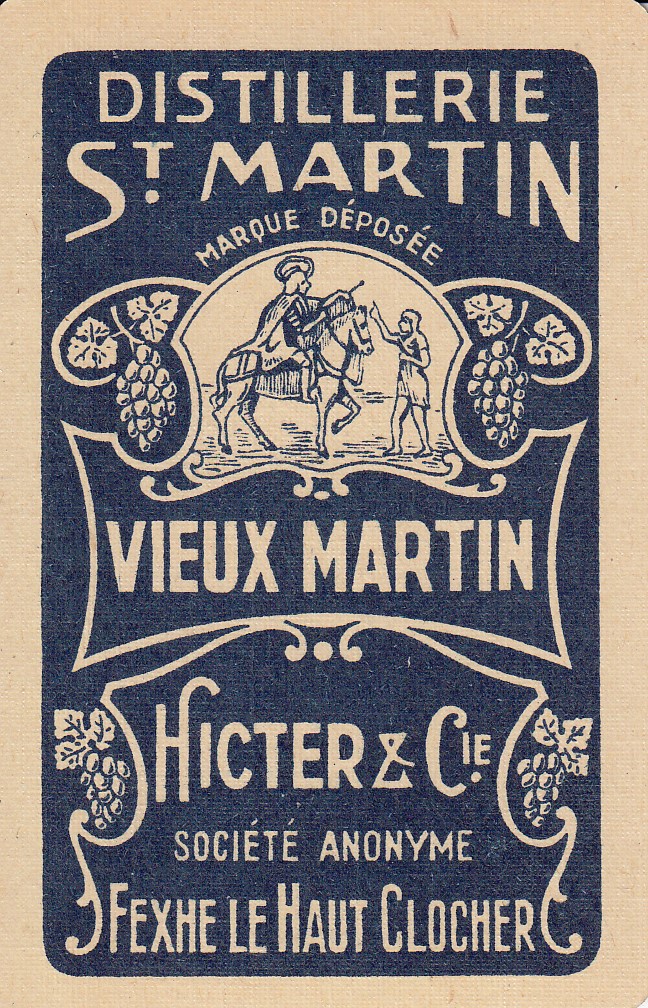 DISTILLERIE
ST. MARTIN
MARQUE DÉPOSÉE
VIEUX MARTIN
HICTER & CIE.
SOCIÉTÉ ANONYME
FEXHE LE HAUT CLOCHER